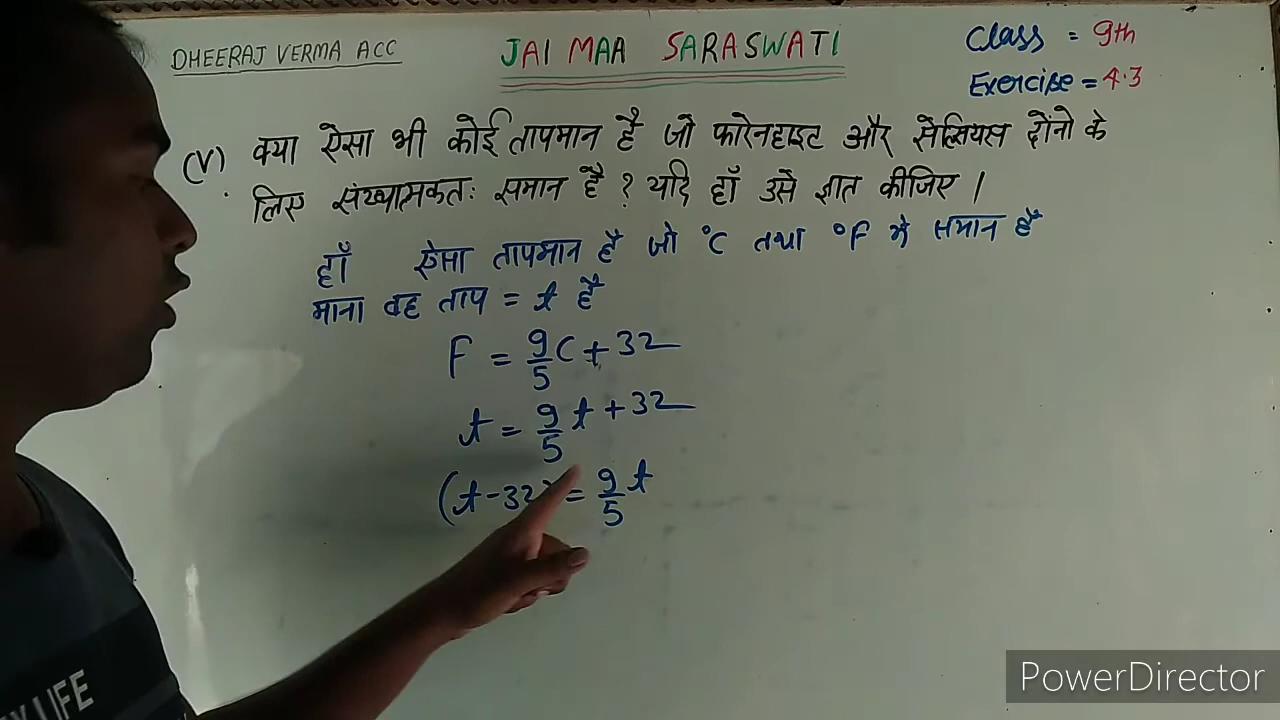 DHEERAJ VERMA ACC
JAI MAA SARASWATI
Class = 9th
Exercise = 4.3
(V) क्या ऐसा भी कोई तापमान है जो फारेनहाइट और सेल्सियस दोनो के
लिए संख्यात्मकतः समान है ? यदि हाँ उसे ज्ञात कीजिए ।
हाँ ऐसा तापमान है जो °C तथा °F मे समान है
माना वह ताप = t है
F = 9/5 C + 32
t = 9/5 t + 32
(t - 32) = 9/5 t
LIFE
PowerDirector